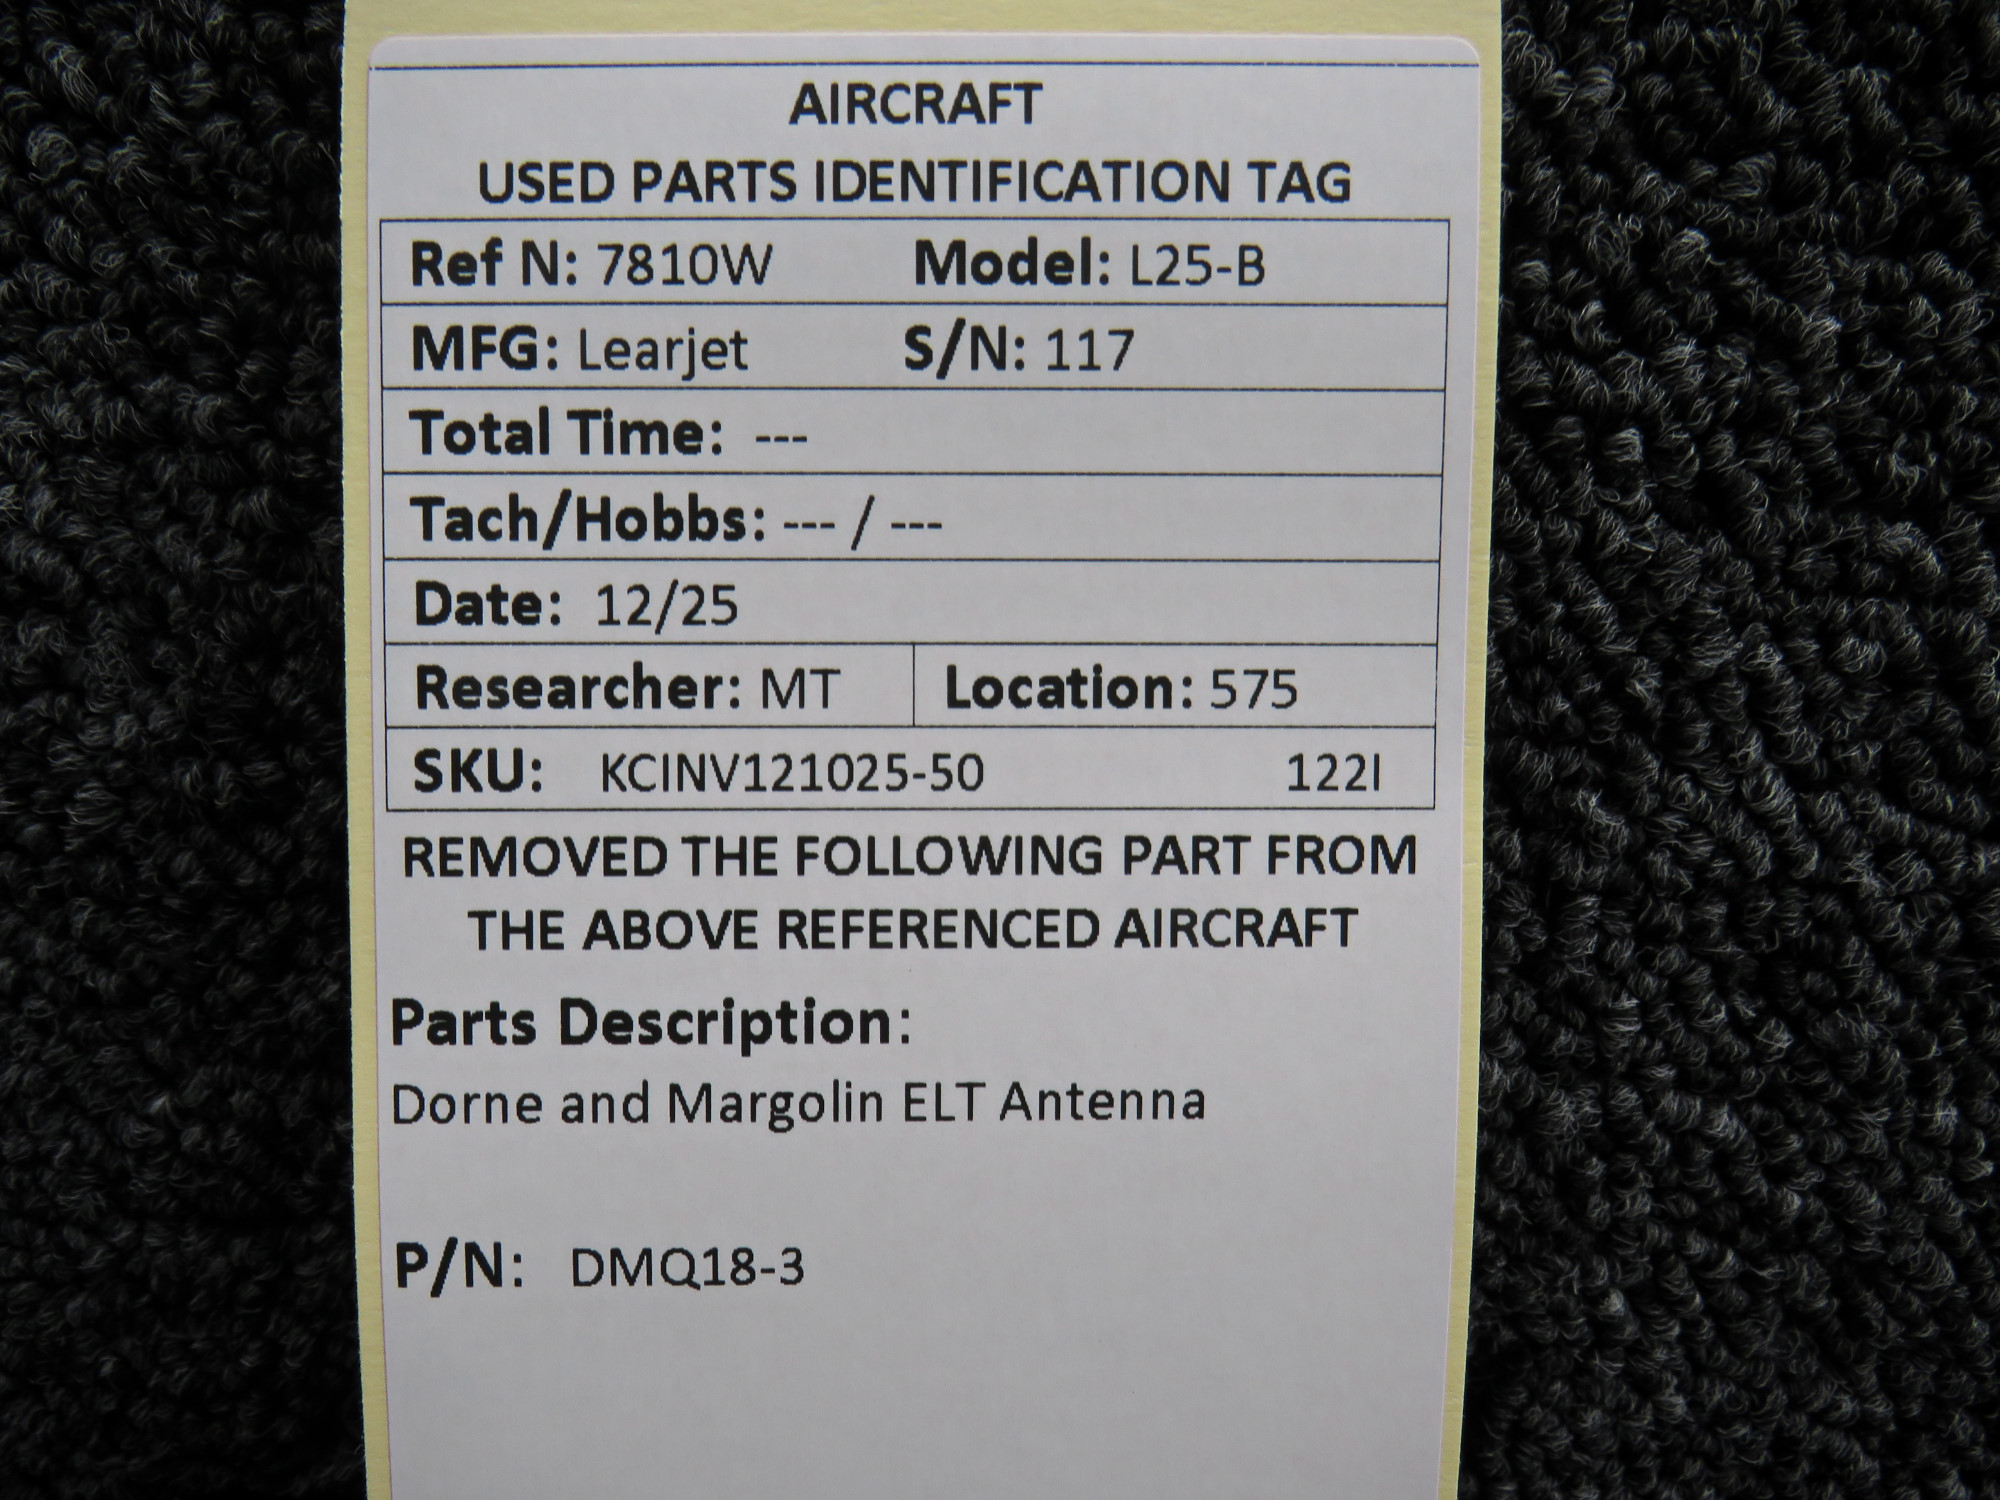 AIRCRAFT
USED PARTS IDENTIFICATION TAG
Ref N: 7810W Model: L25-B
MFG: Learjet S/N: 117
Total Time: ---
Tach/Hobbs: --- / ---
Date: 12/25
Researcher: MT Location: 575
SKU: KCINV121025-50 122I
REMOVED THE FOLLOWING PART FROM
THE ABOVE REFERENCED AIRCRAFT
Parts Description:
Dorne and Margolin ELT Antenna
P/N: DMQ18-3